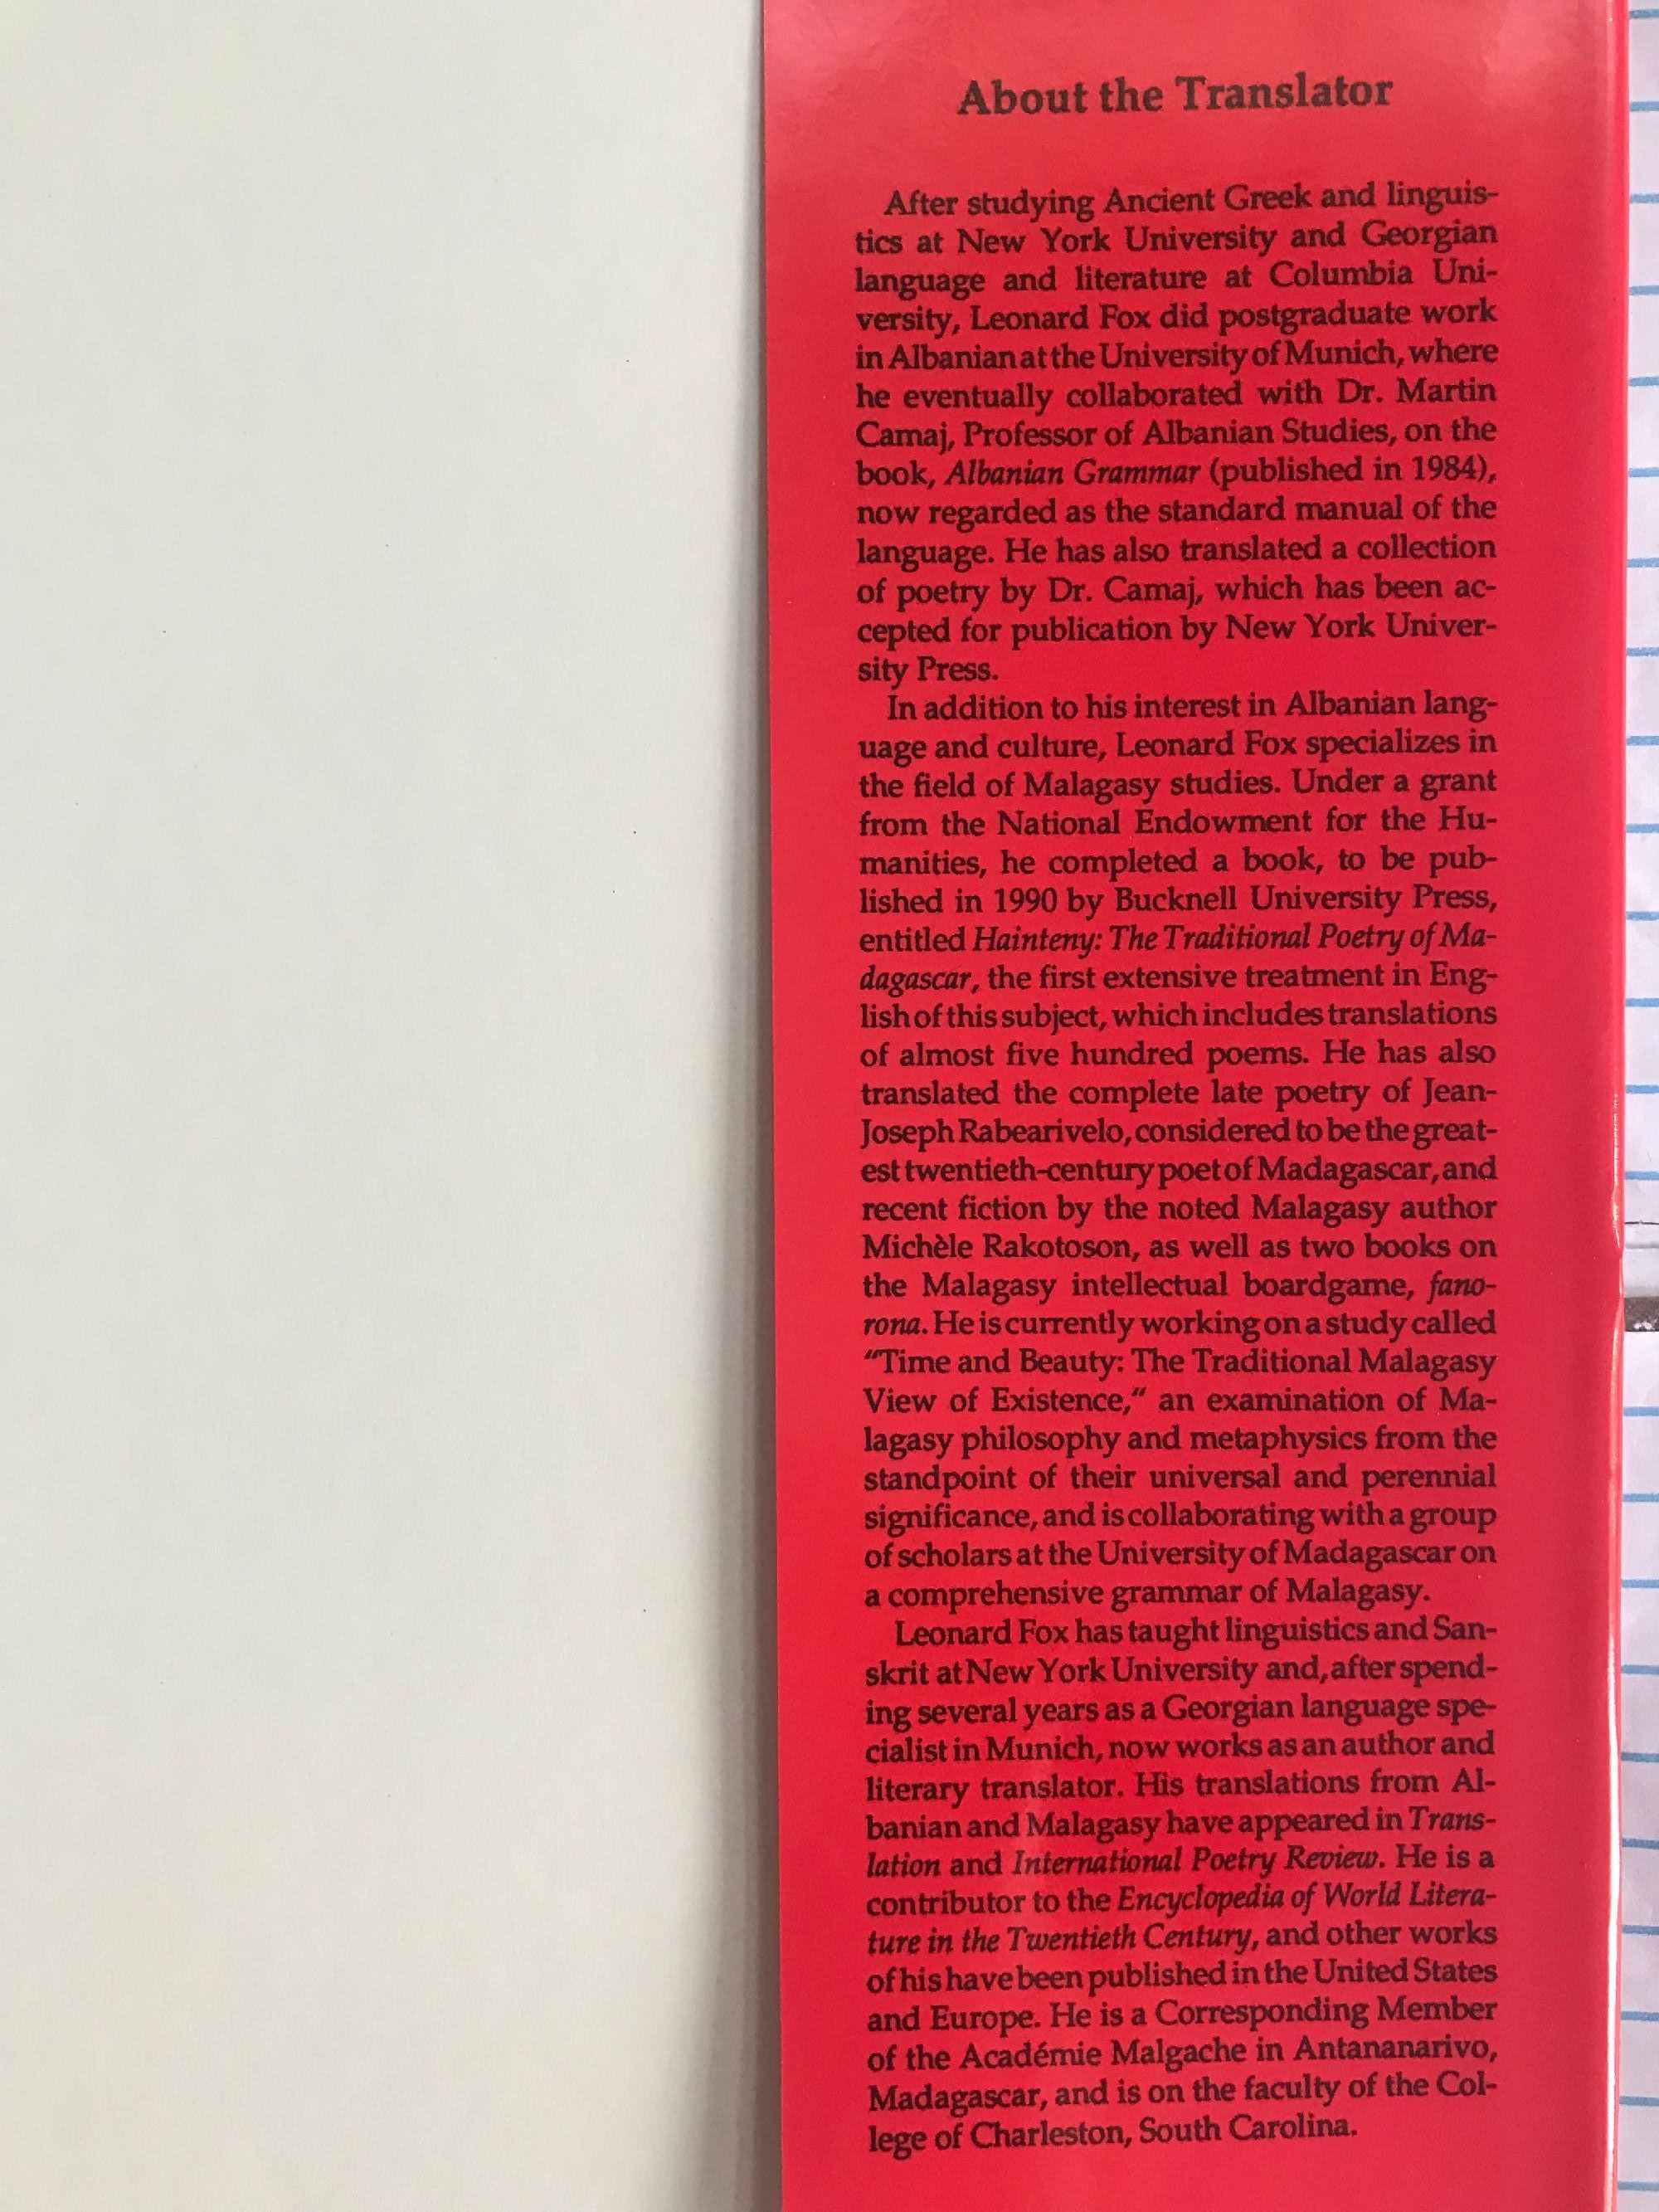 About the Translator
After studying Ancient Greek and linguis-
tics at New York University and Georgian
language and literature at Columbia Uni-
versity, Leonard Fox did postgraduate work
in Albanian at the University of Munich, where
he eventually collaborated with Dr. Martin
Camaj, Professor of Albanian Studies, on the
book, Albanian Grammar (published in 1984),
now regarded as the standard manual of the
language. He has also translated a collection
of poetry by Dr. Camaj, which has been ac-
cepted for publication by New York Univer-
sity Press.
In addition to his interest in Albanian lang-
uage and culture, Leonard Fox specializes in
the field of Malagasy studies. Under a grant
from the National Endowment for the Hu-
manities, he completed a book, to be pub-
lished in 1990 by Bucknell University Press,
entitled Hainteny: The Traditional Poetry of Ma-
dagascar, the first extensive treatment in Eng-
lish of this subject, which includes translations
of almost five hundred poems. He has also
translated the complete late poetry of Jean-
Joseph Rabearivelo, considered to be the great-
est twentieth-century poet of Madagascar, and
recent fiction by the noted Malagasy author
Michèle Rakotoson, as well as two books on
the Malagasy intellectual boardgame, fano-
rona. He is currently working on a study called
"Time and Beauty: The Traditional Malagasy
View of Existence," an examination of Ma-
lagasy philosophy and metaphysics from the
standpoint of their universal and perennial
significance, and is collaborating with a group
of scholars at the University of Madagascar on
a comprehensive grammar of Malagasy.
Leonard Fox has taught linguistics and San-
skrit at New York University and, after spend-
ing several years as a Georgian language spe-
cialist in Munich, now works as an author and
literary translator. His translations from Al-
banian and Malagasy have appeared in Trans-
lation and International Poetry Review. He is a
contributor to the Encyclopedia of World Litera-
ture in the Twentieth Century, and other works
of his have been published in the United States
and Europe. He is a Corresponding Member
of the Académie Malgache in Antananarivo,
Madagascar, and is on the faculty of the Col-
lege of Charleston, South Carolina.